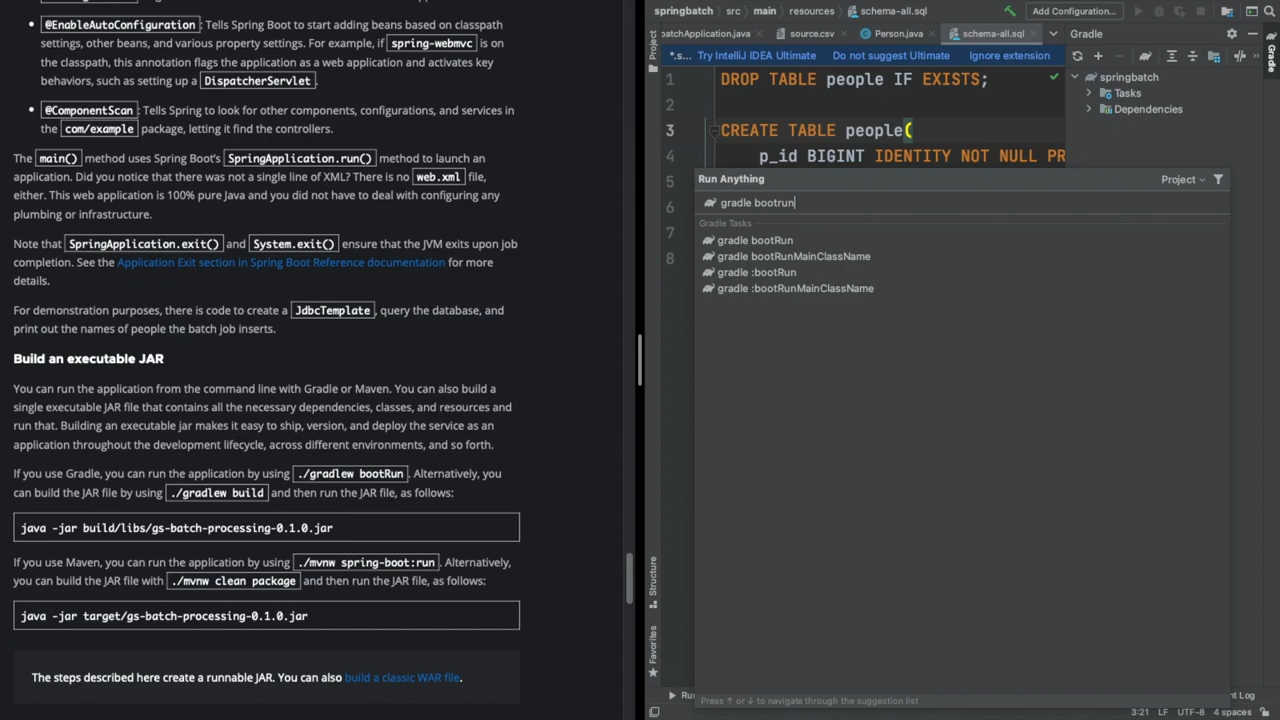 @EnableAutoConfiguration: Tells Spring Boot to start adding beans based on classpath
settings, other beans, and various property settings. For example, if spring-webmvc is on
the classpath, this annotation flags the application as a web application and activates key
behaviors, such as setting up a DispatcherServlet.
@ComponentScan: Tells Spring to look for other components, configurations, and services in
the com/example package, letting it find the controllers.
The main() method uses Spring Boot's SpringApplication.run() method to launch an
application. Did you notice that there was not a single line of XML? There is no web.xml file,
either. This web application is 100% pure Java and you did not have to deal with configuring any
plumbing or infrastructure.
Note that SpringApplication.exit() and System.exit() ensure that the JVM exits upon job
completion. See the Application Exit section in Spring Boot Reference documentation for more
details.
For demonstration purposes, there is code to create a JdbcTemplate, query the database, and
print out the names of people the batch job inserts.
Build an executable JAR
You can run the application from the command line with Gradle or Maven. You can also build a
single executable JAR file that contains all the necessary dependencies, classes, and resources and
run that. Building an executable jar makes it easy to ship, version, and deploy the service as an
application throughout the development lifecycle, across different environments, and so forth.
If you use Gradle, you can run the application by using ./gradlew bootRun. Alternatively, you
can build the JAR file by using ./gradlew build and then run the JAR file, as follows:
java -jar build/libs/gs-batch-processing-0.1.0.jar
If you use Maven, you can run the application by using ./mvnw spring-boot:run. Alternatively,
you can build the JAR file with ./mvnw clean package and then run the JAR file, as follows:
java -jar target/gs-batch-processing-0.1.0.jar
The steps described here create a runnable JAR. You can also build a classic WAR file.
springbatch src main resources schema-all.sql Add Configuration...
patchApplication.java source.csv Person.java schema-all.sql Gradle
*.s... Try IntelliJ IDEA Ultimate Do not suggest Ultimate Ignore extension
springbatch
Tasks
Dependencies
Project
Gradle
1 DROP TABLE people IF EXISTS;
2
3 CREATE TABLE people(
4 p_id BIGINT IDENTITY NOT NULL PR
5
6
7
8
Run Anything Project
gradle bootrun
Gradle Tasks
gradle bootRun
gradle bootRunMainClassName
gradle :bootRun
gradle :bootRunMainClassName
Structure
Favorites
Press ↑ or ↓ to navigate through the suggestion list
Ru nt Log
3:21 LF UTF-8 4 spaces